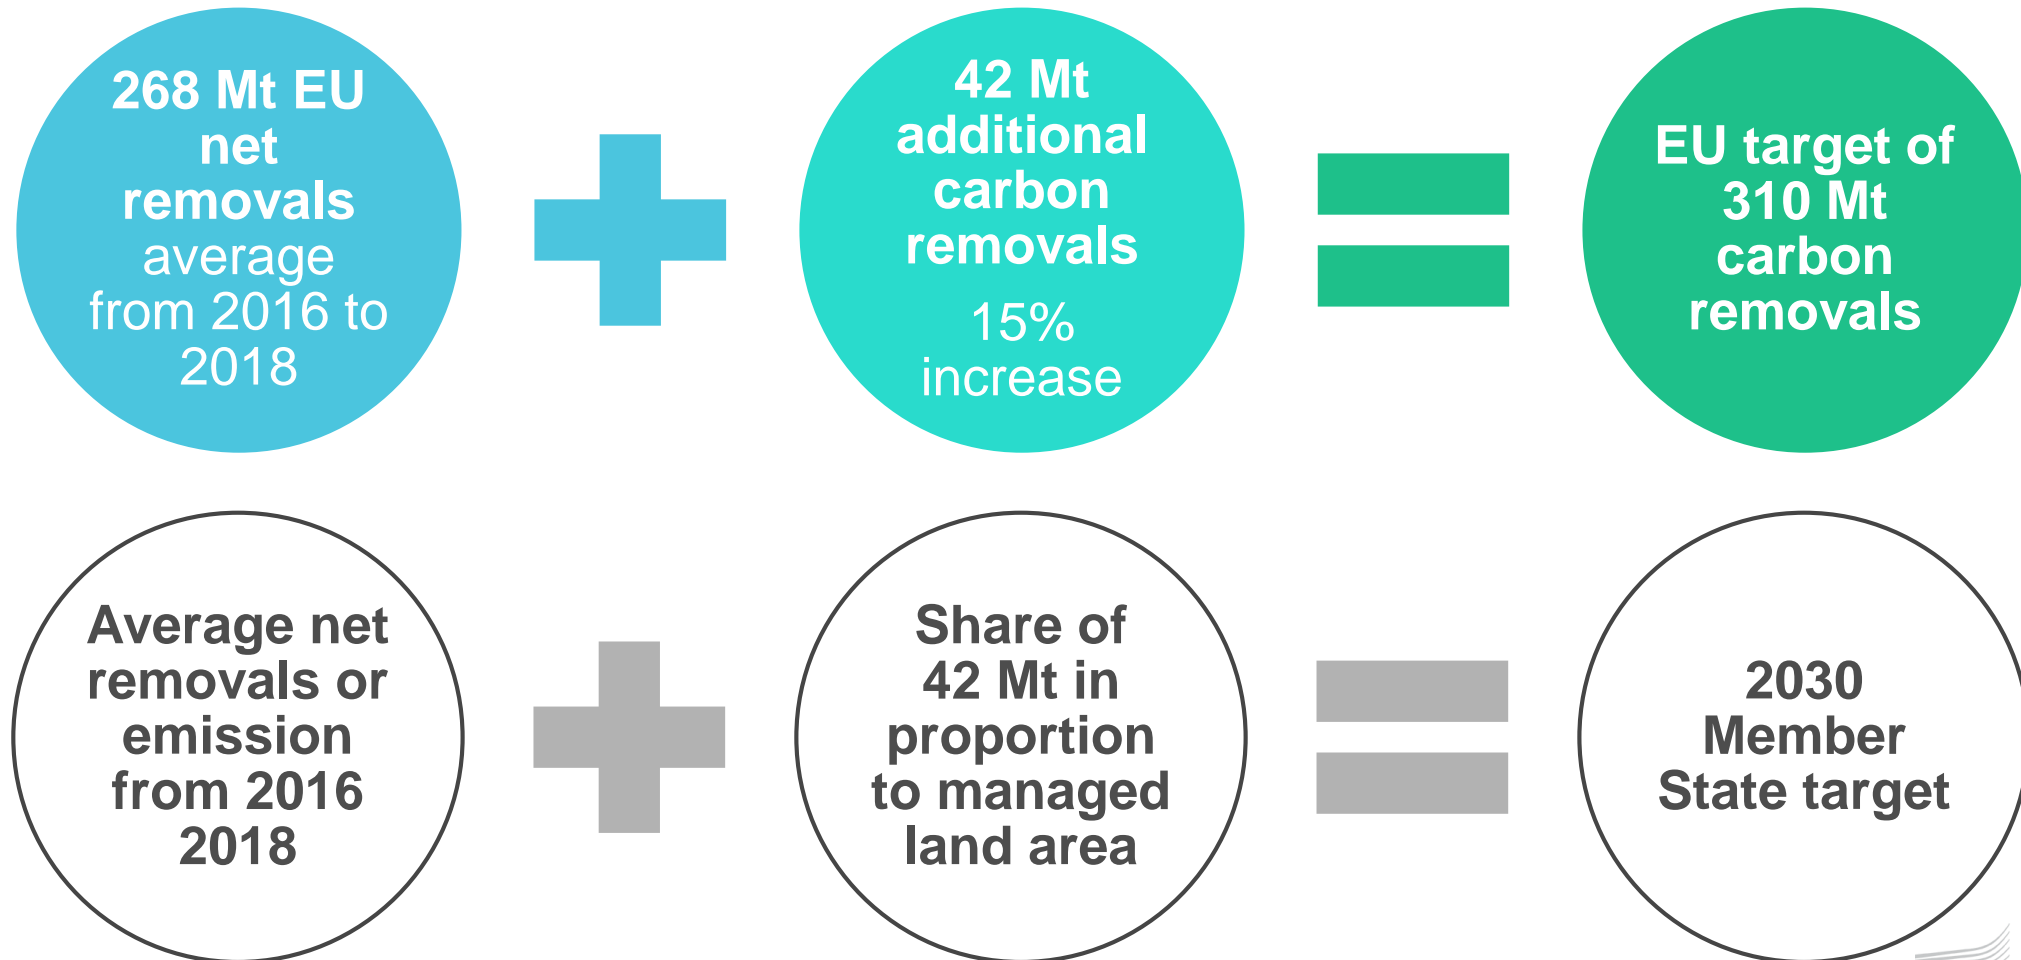 268 Mt EU
net
removals
average
from 2016 to
2018
42 Mt
additional
carbon
removals
15%
increase
EU target of
310 Mt
carbon
removals
Average net
removals or
emission
from 2016
2018
Share of
42 Mt in
proportion
to managed
land area
2030
Member
State target